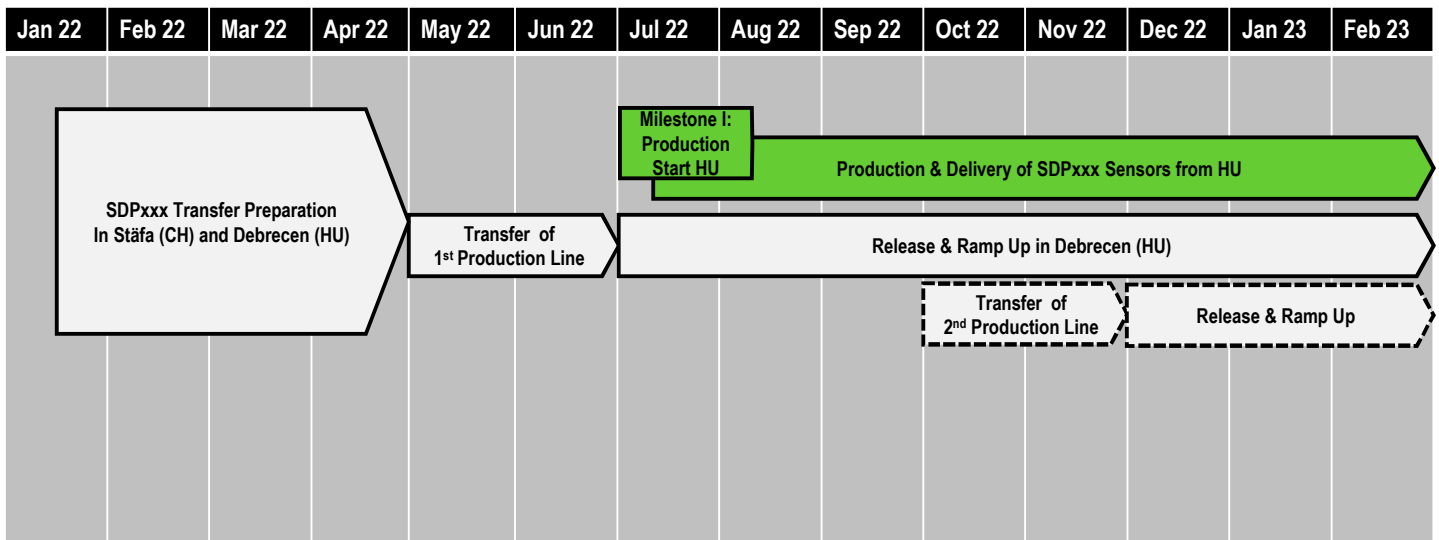 Jan 22 Feb 22 Mar 22 Apr 22 May 22 Jun 22 Jul 22 Aug 22 Sep 22 Oct 22 Nov 22 Dec 22 Jan 23 Feb 23
Milestone I:
Production
Start HU
Production & Delivery of SDPxxx Sensors from HU
SDPxxx Transfer Preparation
In Stäfa (CH) and Debrecen (HU)
Transfer of
1st Production Line
Release & Ramp Up in Debrecen (HU)
Transfer of
2nd Production Line
Release & Ramp Up